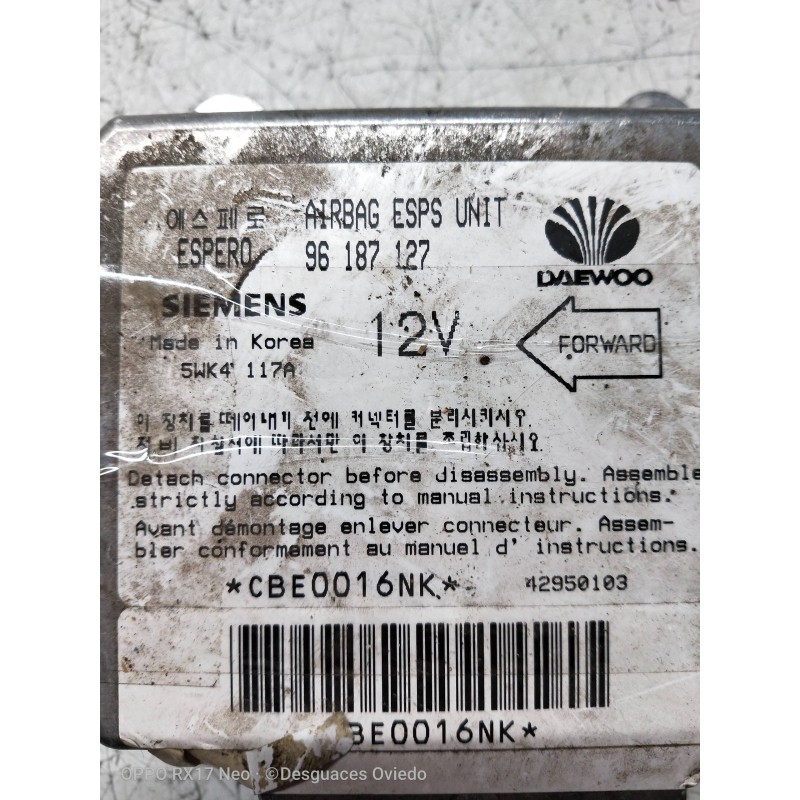 에스페로 AIRBAG ESPS UNIT
ESPERO 96 187 127
DAEWOO
SIEMENS
12V
FORWARD
Made in Korea
5WK4 117A
이 장치를 떼어내기 전에 커넥터를 분리시키시오.
정비 지침서에 따라서만 이 장치를 조립하십시오.
Detach connector before disassembly. Assemble
strictly according to manual instructions.
Avant démontage enlever connecteur. Assem-
bler conformement au manuel d' instructions.
*CBE0016NK* 42950103
BE0016NK*
OPPO RX17 Neo · ©Desguaces Oviedo